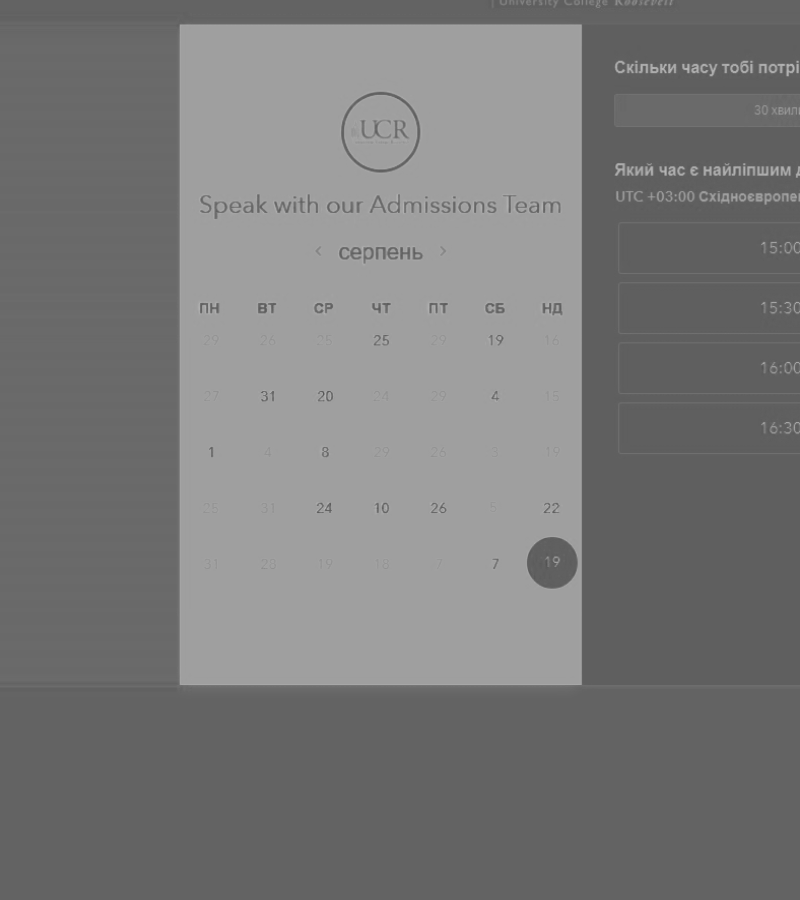 | University College Roosevelt
UCR
Speak with our Admissions Team
‹ серпень ›
ПН ВТ СР ЧТ ПТ СБ НД
29 26 25 25 29 19 16
27 31 20 24 29 4 15
1 4 8 29 26 3 19
25 31 24 10 26 5 22
31 20 19 18 7 7 19
Скільки часу тобі потрі
30 хвил
Який час є найліпшим д
UTC +03:00 Східноєвропе
15:00
15:30
16:00
16:30